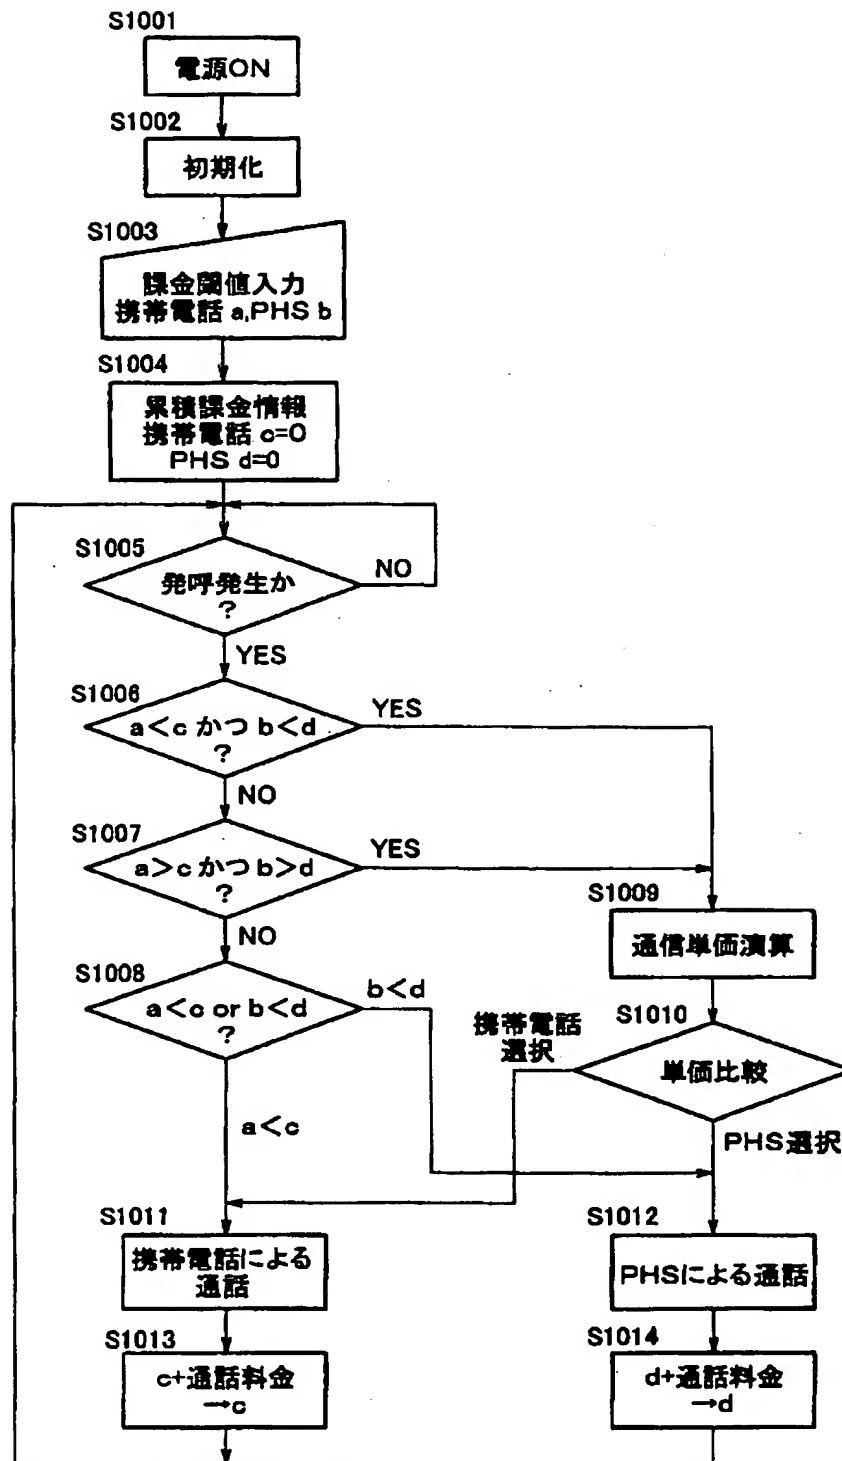 S1001
電源ON
S1002
初期化
S1003
課金閾値入力
携帯電話 a,PHS b
S1004
累積課金情報
携帯電話 c=0
PHS d=0
S1005
発呼発生か
?
NO
YES
S1006
a<c かつ b<d
?
YES
NO
S1007
a>c かつ b>d
?
YES
NO
S1008
a<c or b<d
?
b<d
a<c
S1009
通信単価演算
S1010
単価比較
携帯電話
選択
PHS選択
S1011
携帯電話による
通話
S1012
PHSによる通話
S1013
c+通話料金
→c
S1014
d+通話料金
→d